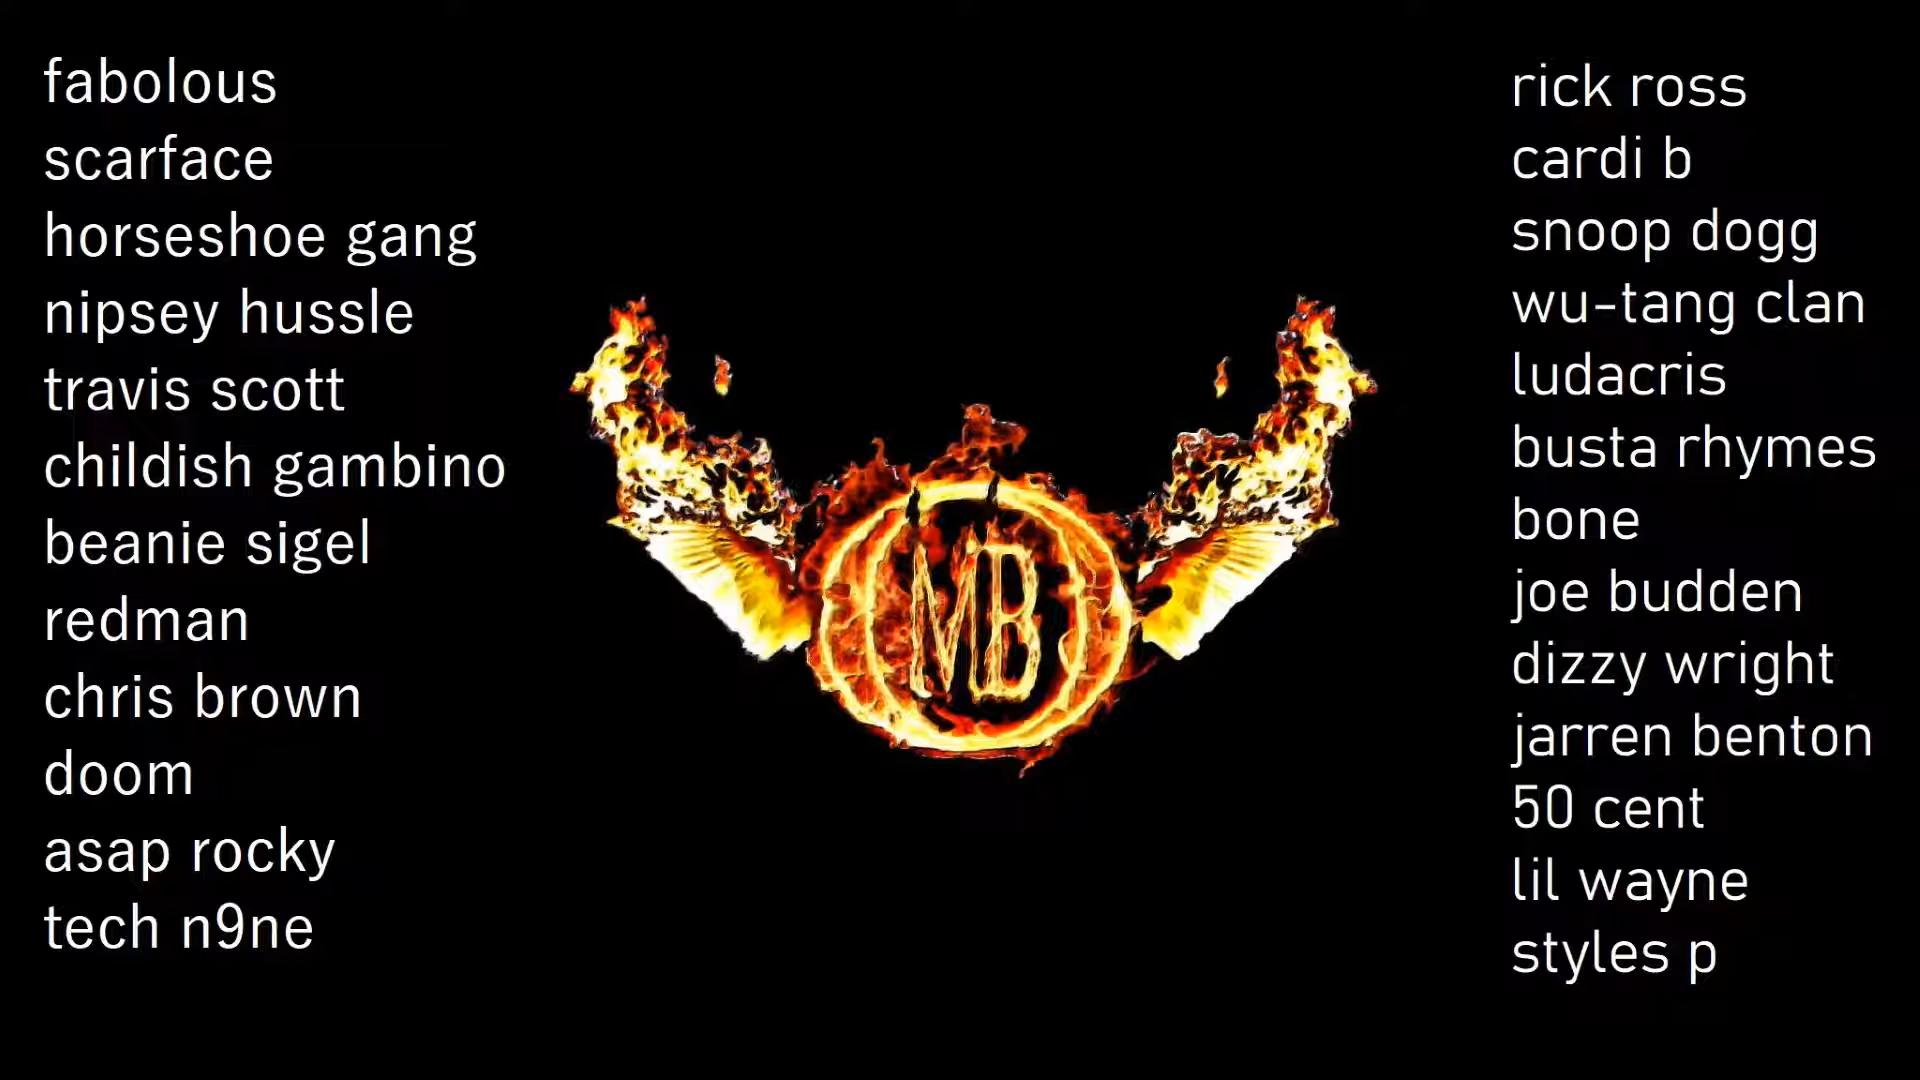 fabolous
scarface
horseshoe gang
nipsey hussle
travis scott
childish gambino
beanie sigel
redman
chris brown
doom
asap rocky
tech n9ne
MB
rick ross
cardi b
snoop dogg
wu-tang clan
ludacris
busta rhymes
bone
joe budden
dizzy wright
jarren benton
50 cent
lil wayne
styles p